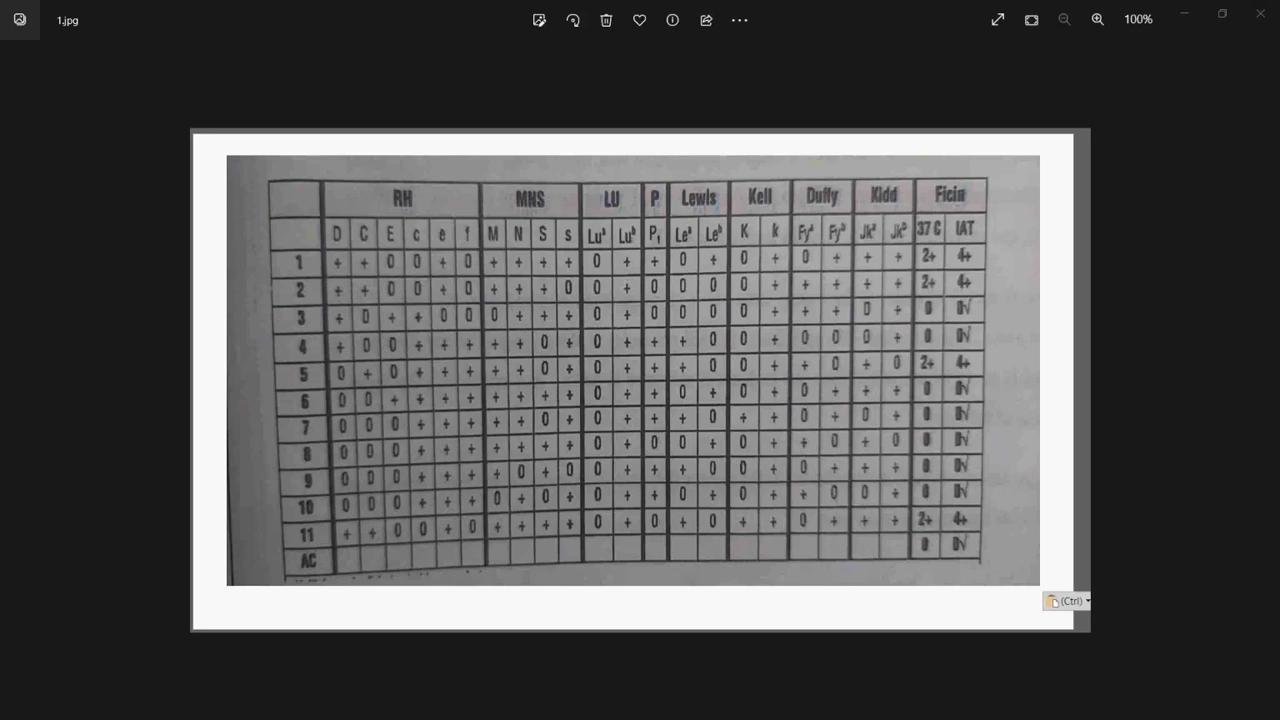 1.jpg
100%
RH MNS LU P Lewis Kell Duffy Kidd Ficin
D C E c e f M N S s Luᵃ Luᵇ P₁ Leᵃ Leᵇ K k Fyᵃ Fyᵇ Jkᵃ Jkᵇ 37 C IAT
1 + + 0 0 + 0 + + + + 0 + + 0 + 0 + 0 + + + 2+ 4+
2 + + 0 0 + 0 + + + 0 0 + 0 0 0 0 + + + + + 2+ 4+
3 + 0 + + 0 0 0 + + + 0 + 0 0 0 0 + + + 0 + 0 0√
4 + 0 0 + + + + + 0 + 0 + + + 0 0 + 0 0 0 + 0 0√
5 0 + 0 + + + + + 0 + 0 + + + 0 0 + + 0 + 0 2+ 4+
6 0 0 + + + + + + + + 0 + + 0 + 0 + 0 + + + 0 0√
7 0 0 0 + + + + + 0 + 0 + + + 0 + + 0 + 0 + 0 0√
8 0 0 0 + + + + + + + 0 + 0 0 + 0 + + 0 + 0 0 0√
9 0 0 0 + + + + 0 + 0 0 + + + 0 0 + 0 + + + 0 0√
10 0 0 0 + + + 0 + 0 + 0 + + 0 + 0 + + 0 0 + 0 0√
11 + + 0 0 + 0 + + + + 0 + 0 + 0 + + 0 + + + 2+ 4+
AC 0 0√
(Ctrl)